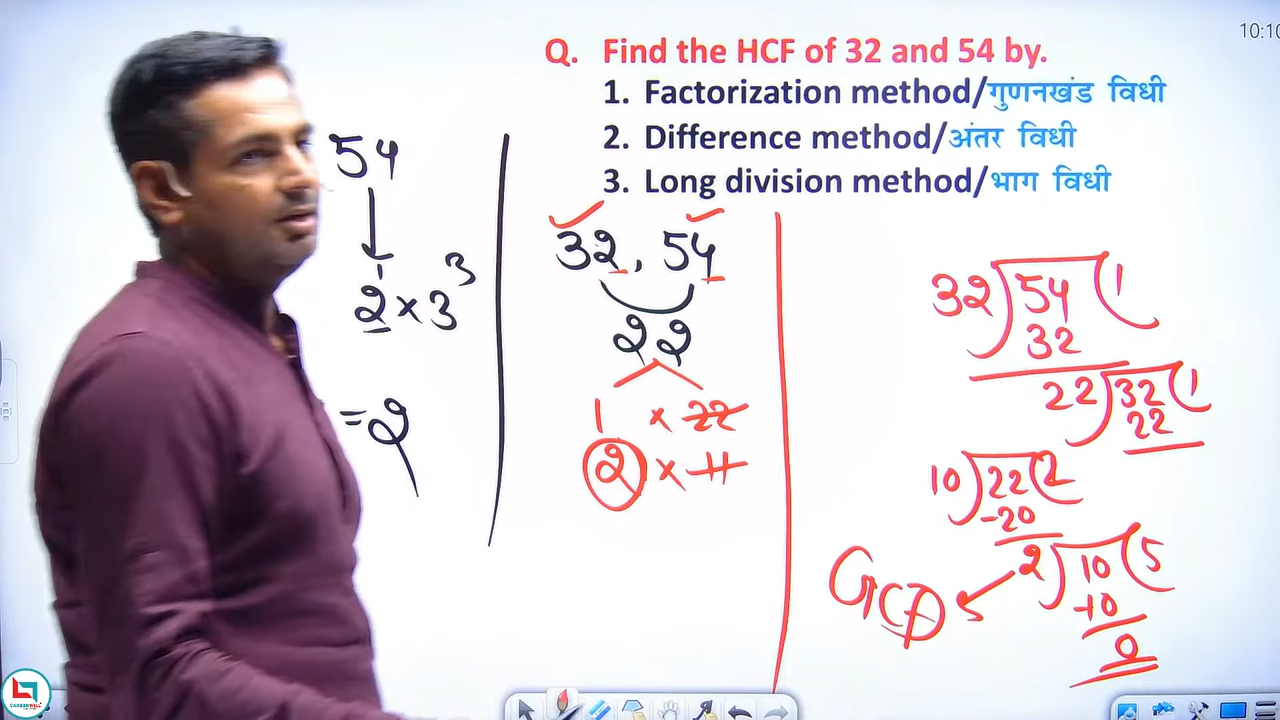 10:10
Q. Find the HCF of 32 and 54 by.
1. Factorization method/गुणनखंड विधी
2. Difference method/अंतर विधी
3. Long division method/भाग विधी
54
2 × 3³
= 2
32, 54
22
1 × 22
2 × 11
32) 54 (1
32
22) 32 (1
22
10) 22 (2
-20
2) 10 (5
-10
0
GCD
CAREERWILL